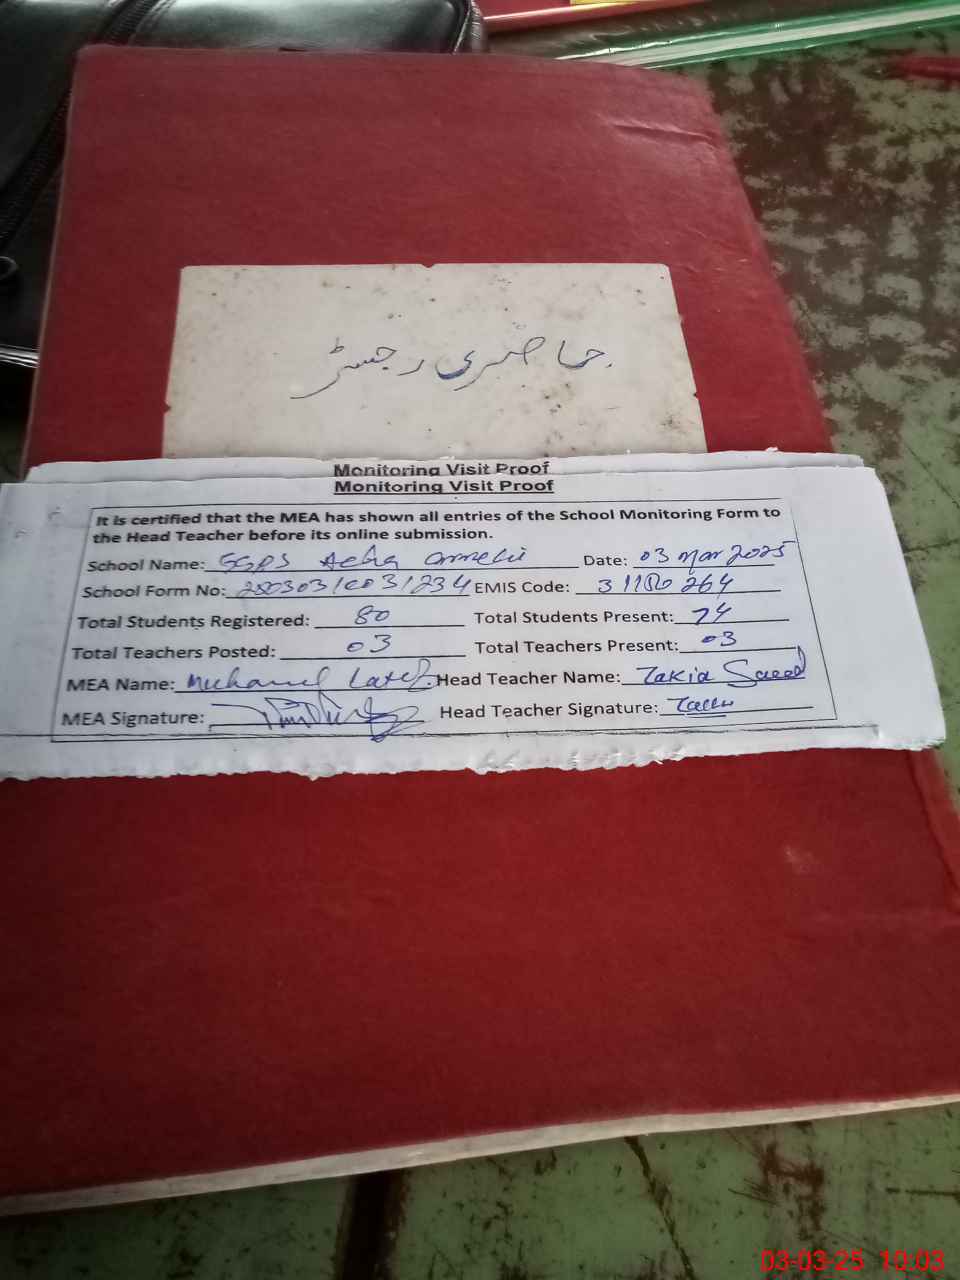 حاضری رجسٹر
Monitoring Visit Proof
Monitoring Visit Proof
It is certified that the MEA has shown all entries of the School Monitoring Form to
the Head Teacher before its online submission.
School Name: GGPS Date: 03 Mar 2025
School Form No: EMIS Code:
Total Students Registered: 80 Total Students Present: 74
Total Teachers Posted: 03 Total Teachers Present: 03
MEA Name: Head Teacher Name: Zakia Saeed
MEA Signature: Head Teacher Signature:
03-03-25 10:03